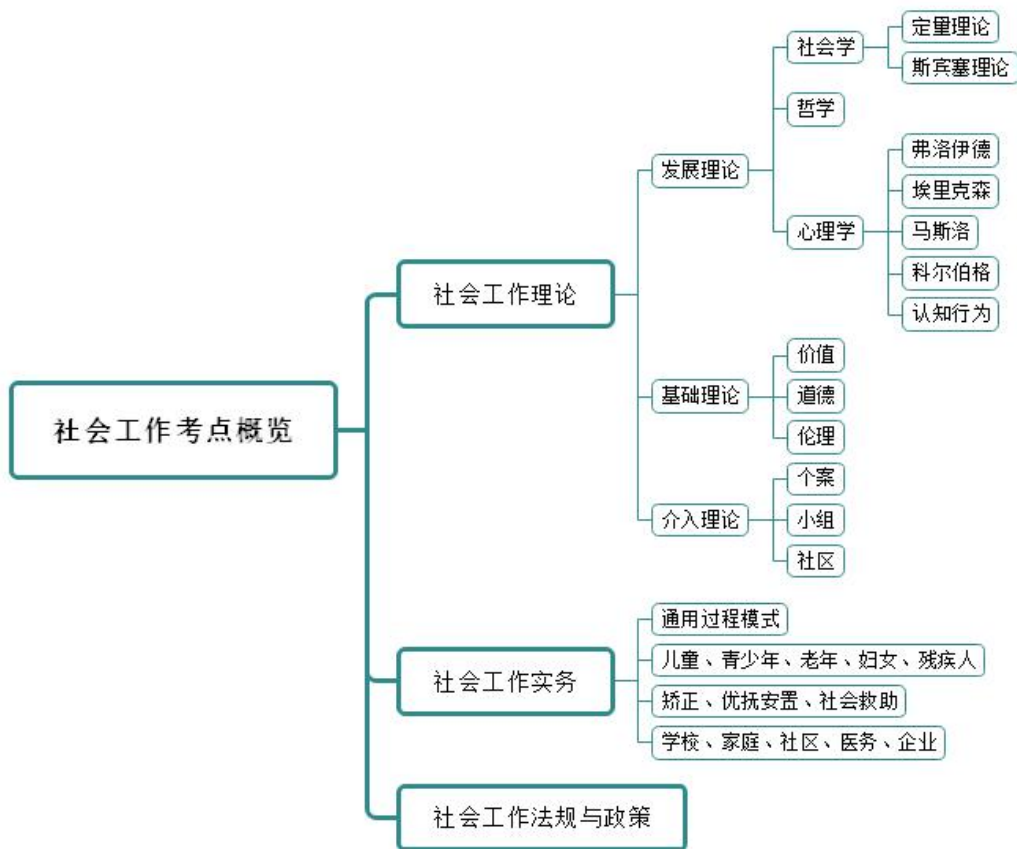 社会工作考点概览
社会工作理论
发展理论
社会学
定量理论
斯宾塞理论
哲学
心理学
弗洛伊德
埃里克森
马斯洛
科尔伯格
认知行为
基础理论
价值
道德
伦理
介入理论
个案
小组
社区
社会工作实务
通用过程模式
儿童、青少年、老年、妇女、残疾人
矫正、优抚安置、社会救助
学校、家庭、社区、医务、企业
社会工作法规与政策